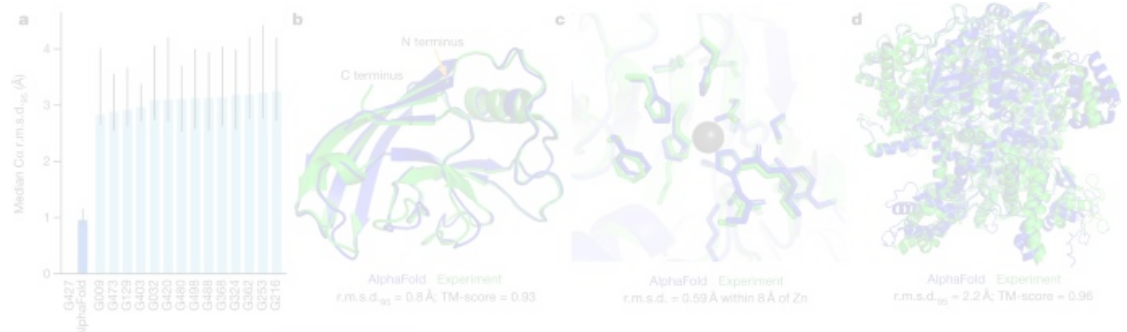 a
b
c
d
4
3
2
1
0
Median Cα r.m.s.d.95 (Å)
G427
AlphaFold
G009
G473
G129
G403
G032
G420
G480
G498
G488
G368
G324
G362
G253
G216
N terminus
C terminus
AlphaFold Experiment
r.m.s.d.95 = 0.8 Å; TM-score = 0.93
AlphaFold Experiment
r.m.s.d. = 0.59 Å within 8 Å of Zn
AlphaFold Experiment
r.m.s.d.95 = 2.2 Å; TM-score = 0.96